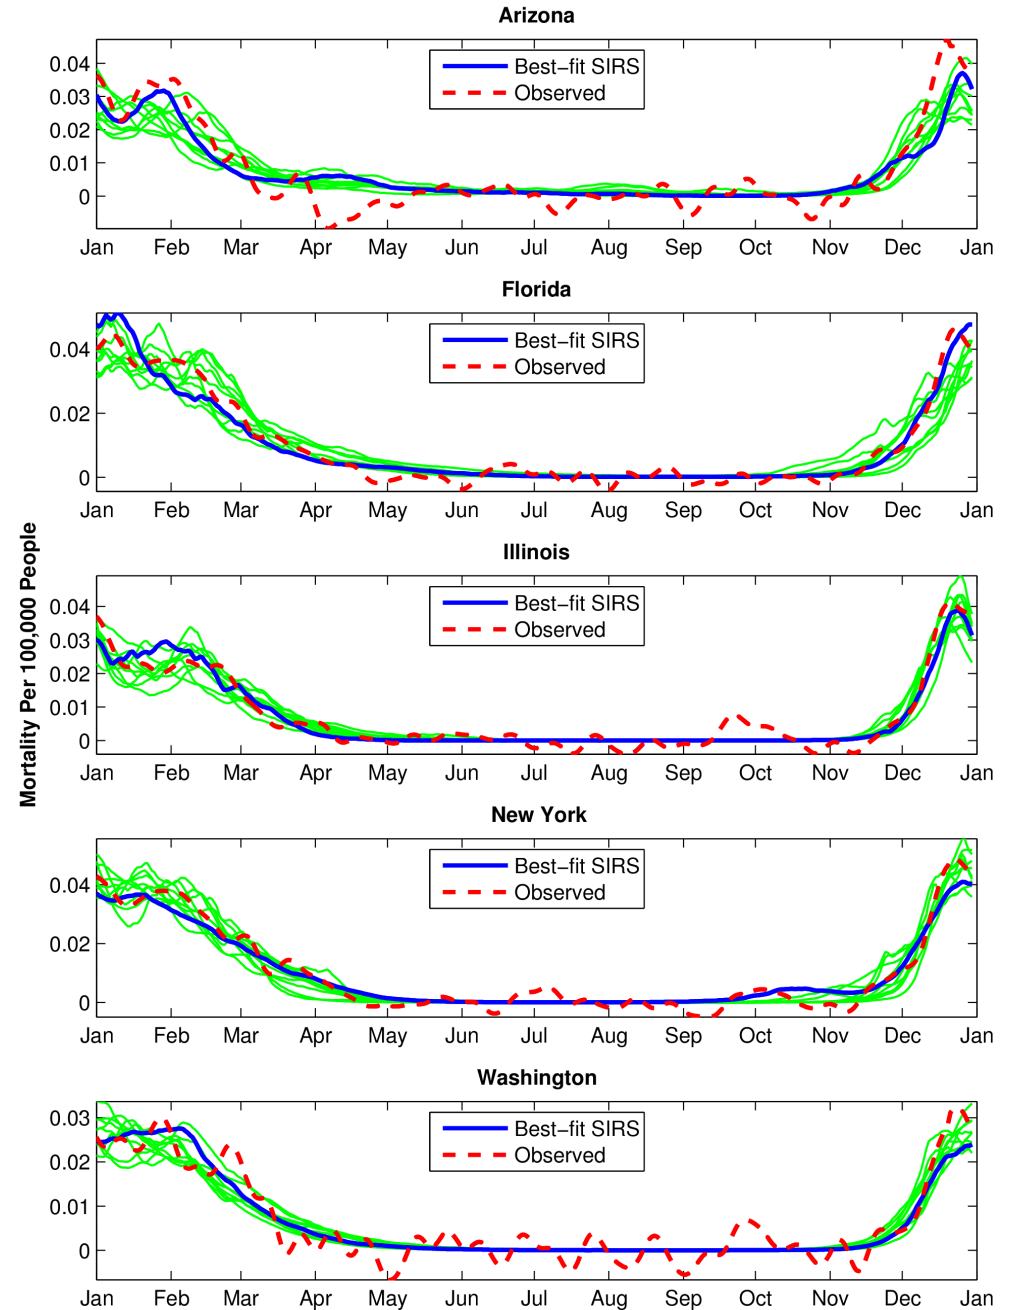 Mortality Per 100,000 People
Arizona
Best−fit SIRS
Observed
0.04
0.03
0.02
0.01
0
Jan Feb Mar Apr May Jun Jul Aug Sep Oct Nov Dec Jan
Florida
Best−fit SIRS
Observed
0.04
0.02
0
Jan Feb Mar Apr May Jun Jul Aug Sep Oct Nov Dec Jan
Illinois
Best−fit SIRS
Observed
0.04
0.03
0.02
0.01
0
Jan Feb Mar Apr May Jun Jul Aug Sep Oct Nov Dec Jan
New York
Best−fit SIRS
Observed
0.04
0.02
0
Jan Feb Mar Apr May Jun Jul Aug Sep Oct Nov Dec Jan
Washington
Best−fit SIRS
Observed
0.03
0.02
0.01
0
Jan Feb Mar Apr May Jun Jul Aug Sep Oct Nov Dec Jan